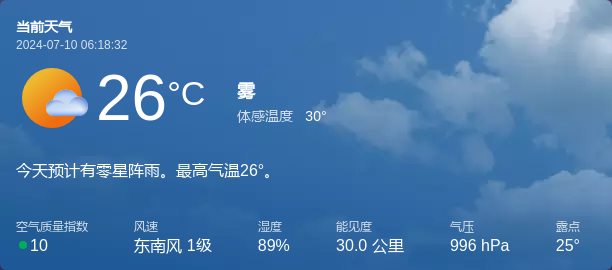 当前天气
2024-07-10 06:18:32
26°C
雾
体感温度 30°
今天预计有零星阵雨。最高气温26°。
空气质量指数 风速 湿度 能见度 气压 露点
10 东南风 1级 89% 30.0 公里 996 hPa 25°